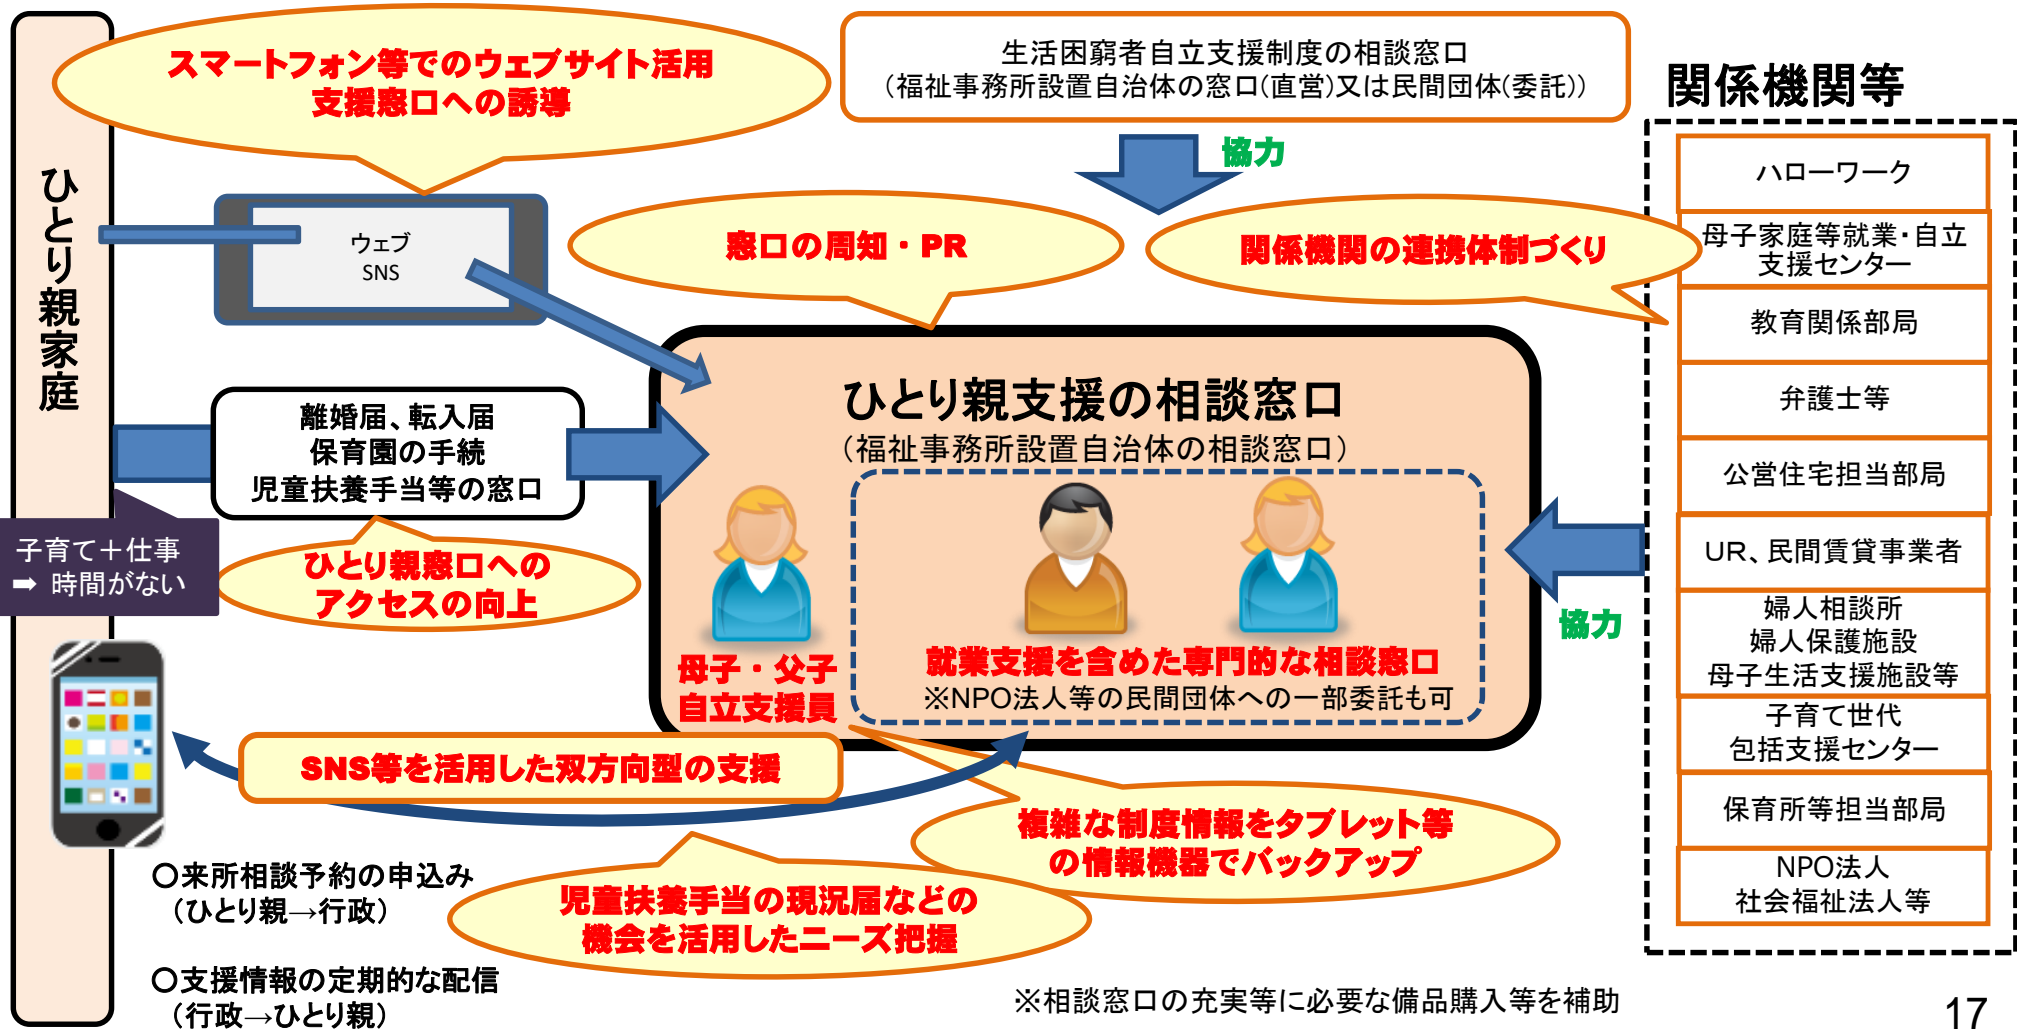 スマートフォン等でのウェブサイト活用
支援窓口への誘導
生活困窮者自立支援制度の相談窓口
（福祉事務所設置自治体の窓口(直営)又は民間団体(委託)）
協力
関係機関等
ひとり親家庭
ウェブ
SNS
窓口の周知・PR
関係機関の連携体制づくり
ハローワーク
母子家庭等就業・自立
支援センター
教育関係部局
弁護士等
公営住宅担当部局
UR、民間賃貸事業者
婦人相談所
婦人保護施設
母子生活支援施設等
子育て世代
包括支援センター
保育所等担当部局
NPO法人
社会福祉法人等
協力
離婚届、転入届
保育園の手続
児童扶養手当等の窓口
子育て＋仕事
➡ 時間がない
ひとり親窓口への
アクセスの向上
ひとり親支援の相談窓口
（福祉事務所設置自治体の相談窓口）
母子・父子
自立支援員
就業支援を含めた専門的な相談窓口
※NPO法人等の民間団体への一部委託も可
SNS等を活用した双方向型の支援
複雑な制度情報をタブレット等
の情報機器でバックアップ
児童扶養手当の現況届などの
機会を活用したニーズ把握
〇来所相談予約の申込み
（ひとり親→行政）
〇支援情報の定期的な配信
（行政→ひとり親）
※相談窓口の充実等に必要な備品購入等を補助
17